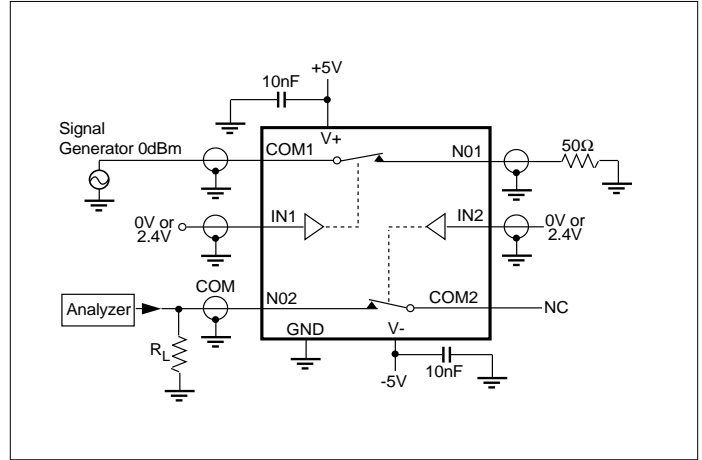 +5V
10nF
Signal
Generator 0dBm
V+
COM1
N01
50Ω
0V or
2.4V
IN1
IN2
0V or
2.4V
COM
N02
COM2
NC
Analyzer
GND
V-
RL
-5V
10nF